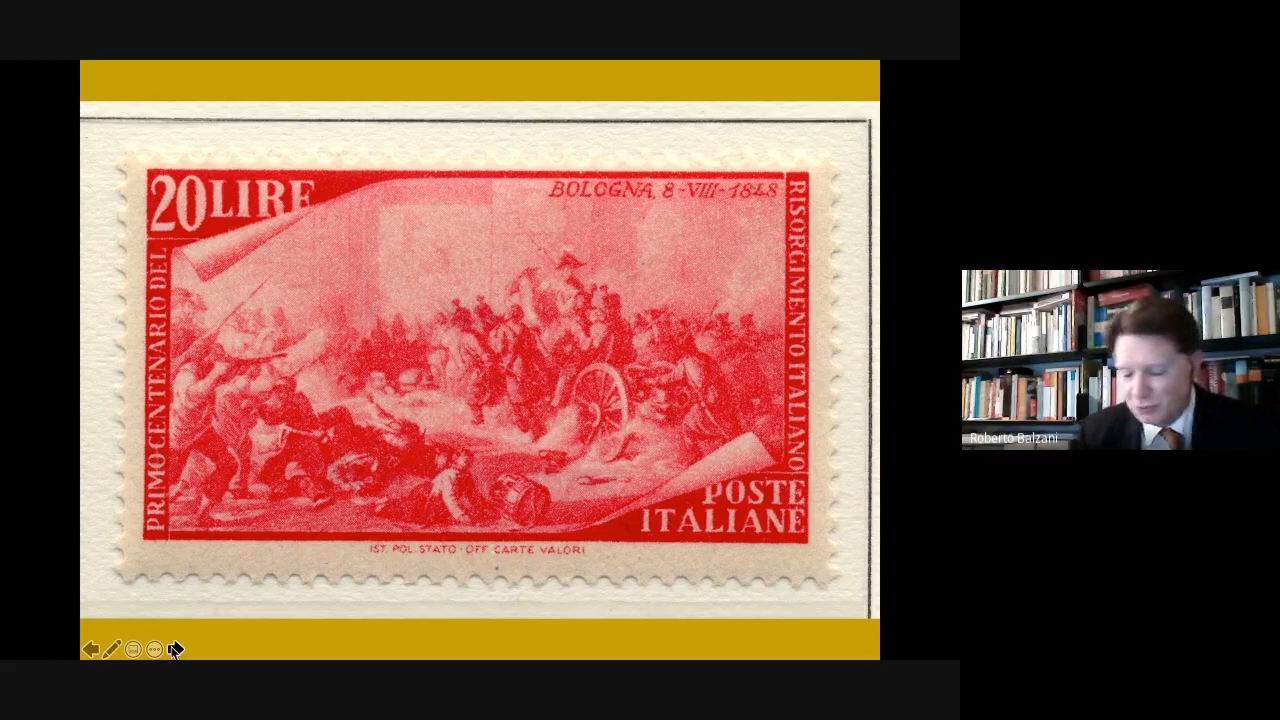 20 LIRE
BOLOGNA, 8-VIII-1848
PRIMO CENTENARIO DEL
RISORGIMENTO ITALIANO
POSTE
ITALIANE
IST. POL. STATO - OFF. CARTE VALORI
Roberto Balzani